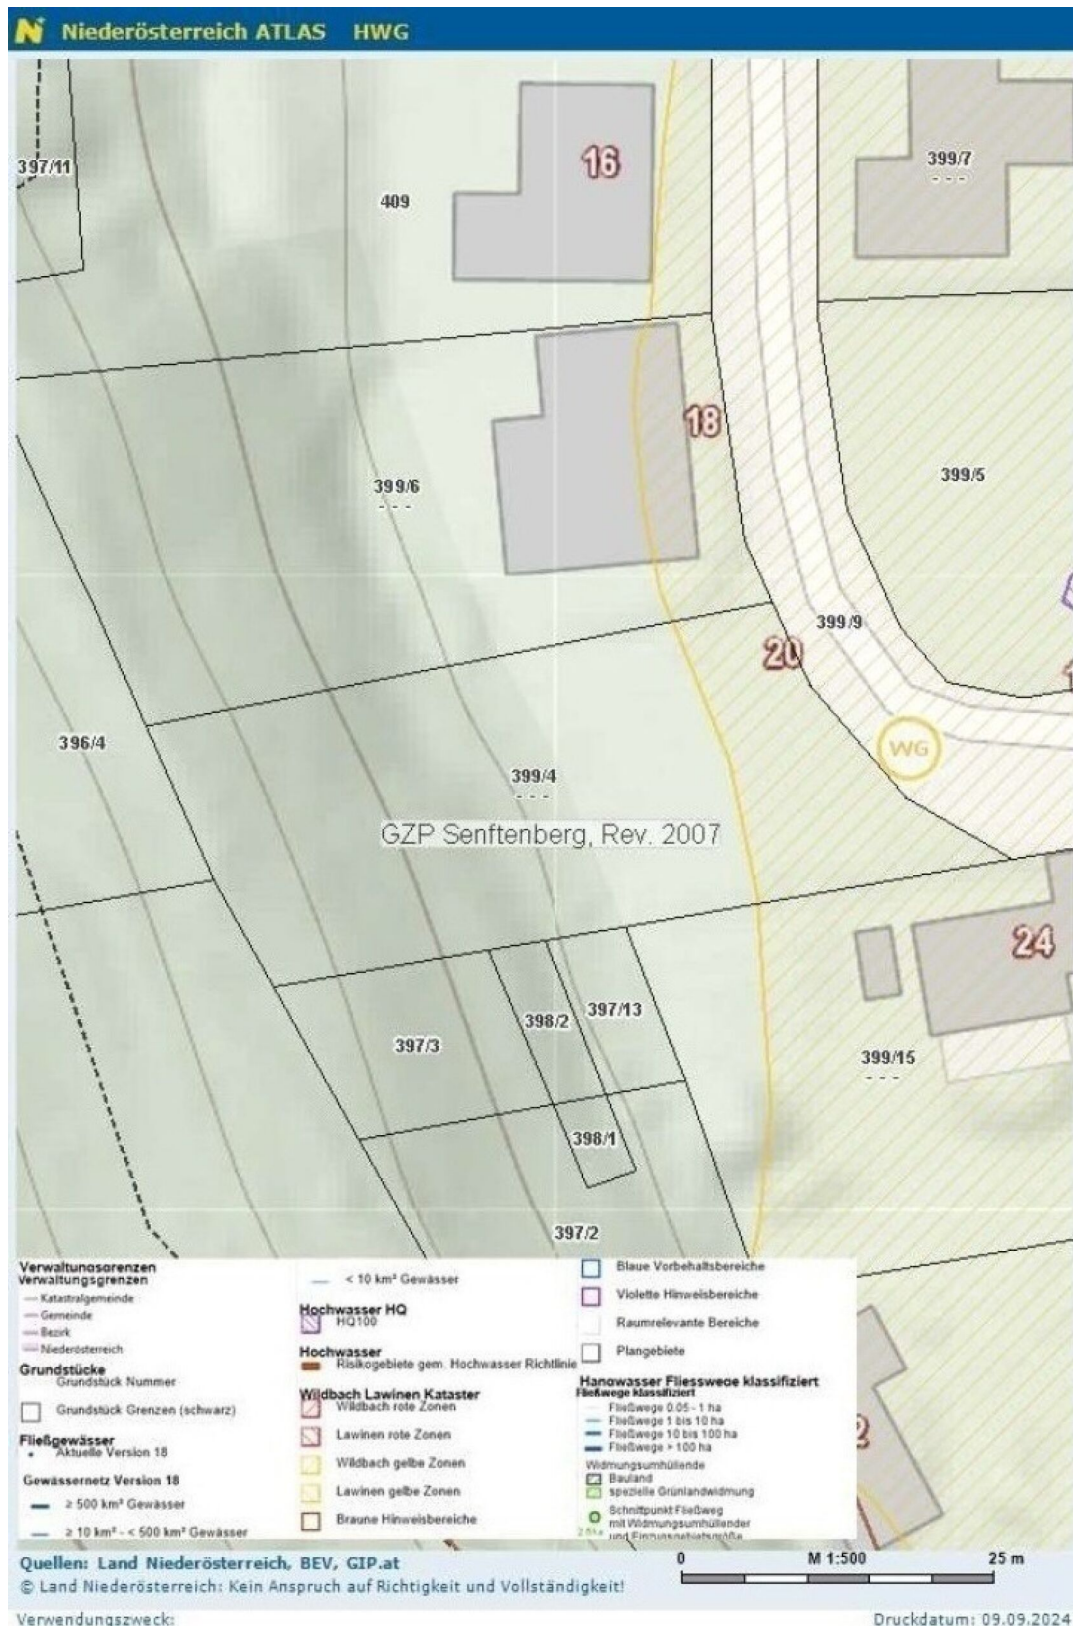 Niederösterreich ATLAS HWG
397/11
16
399/7
409
18
399/6
399/5
399/9
20
396/4
WG
399/4
GZP Senftenberg, Rev. 2007
24
397/13
398/2
397/3
399/15
398/1
397/2
2
Verwaltungsgrenzen
Verwaltungsgrenzen
Katastralgemeinde
Gemeinde
Bezirk
Niederösterreich
Grundstücke
Grundstück Nummer
Grundstück Grenzen (schwarz)
Fließgewässer
Aktuelle Version 18
Gewässernetz Version 18
≥ 500 km² Gewässer
≥ 10 km² - < 500 km² Gewässer
< 10 km² Gewässer
Hochwasser HQ
HQ100
Hochwasser
Risikogebiete gem. Hochwasser Richtlinie
Wildbach Lawinen Kataster
Wildbach rote Zonen
Lawinen rote Zonen
Wildbach gelbe Zonen
Lawinen gelbe Zonen
Braune Hinweisbereiche
Blaue Vorbehaltsbereiche
Violette Hinweisbereiche
Raumrelevante Bereiche
Plangebiete
Hangwasser Fliesswege klassifiziert
Fließwege klassifiziert
Fließwege 0.05 - 1 ha
Fließwege 1 bis 10 ha
Fließwege 10 bis 100 ha
Fließwege > 100 ha
Widmungsumhüllende
Bauland
spezielle Grünlandwidmung
Schnittpunkt Fließweg
mit Widmungsumhüllender
und Einzugsgebietsgröße
Quellen: Land Niederösterreich, BEV, GIP.at
0 M 1:500 25 m
© Land Niederösterreich: Kein Anspruch auf Richtigkeit und Vollständigkeit!
Verwendungszweck:
Druckdatum: 09.09.2024